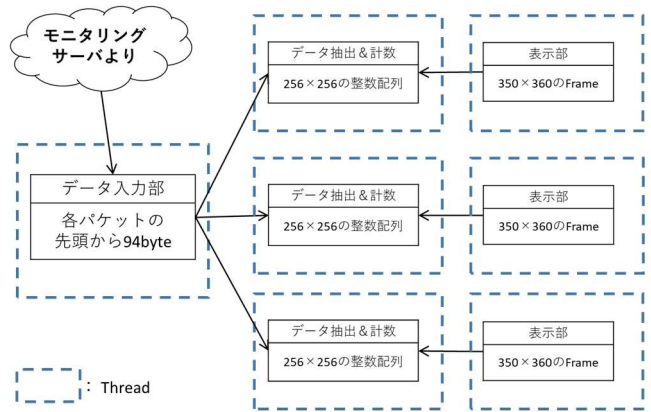 モニタリング
サーバより
データ入力部
各パケットの
先頭から94byte
データ抽出＆計数
256×256の整数配列
表示部
350×360のFrame
データ抽出＆計数
256×256の整数配列
表示部
350×360のFrame
データ抽出＆計数
256×256の整数配列
表示部
350×360のFrame
： Thread